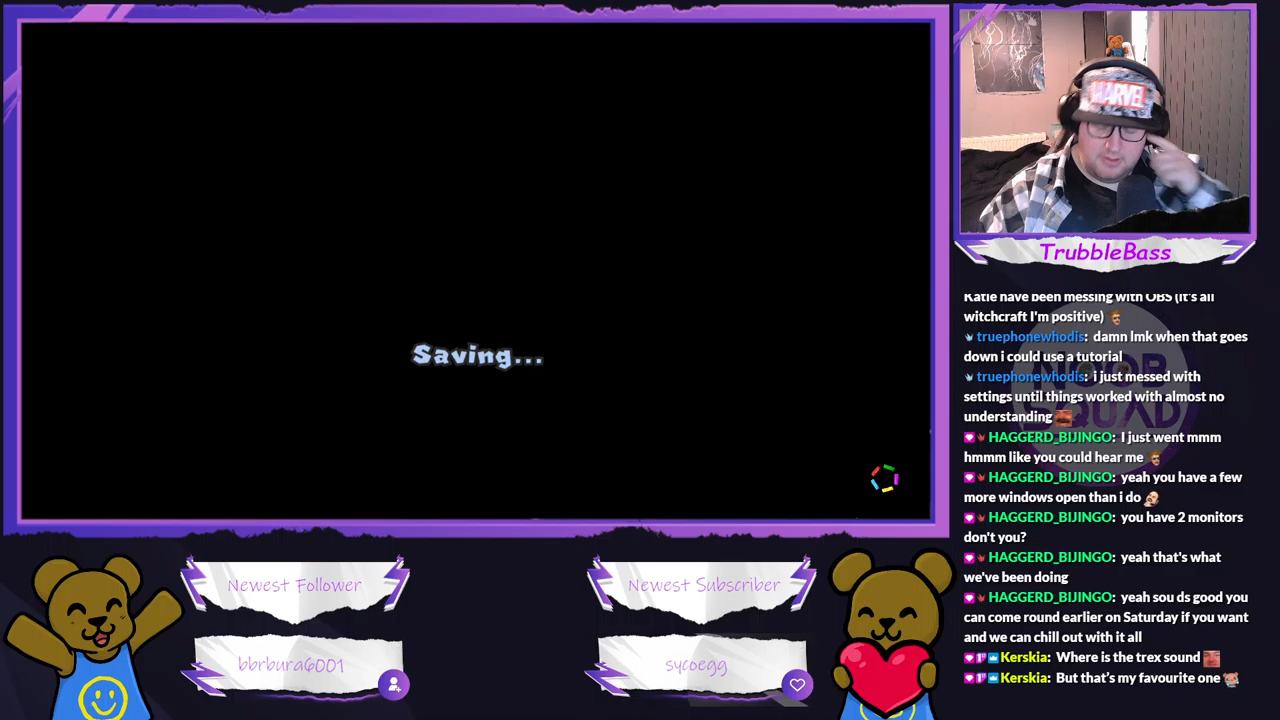 MARVEL
TrubbleBass
Katie have been messing with OBS (it's all
witchcraft I'm positive)
truephonewhodis: damn lmk when that goes
down i could use a tutorial
truephonewhodis: i just messed with
settings until things worked with almost no
understanding
HAGGERD_BIJINGO: I just went mmm
hmmm like you could hear me
HAGGERD_BIJINGO: yeah you have a few
more windows open than i do
HAGGERD_BIJINGO: you have 2 monitors
don't you?
HAGGERD_BIJINGO: yeah that's what
we've been doing
HAGGERD_BIJINGO: yeah sou ds good you
can come round earlier on Saturday if you want
and we can chill out with it all
Kerskia: Where is the trex sound
Kerskia: But that's my favourite one
NOOB
SQUAD
Saving...
Newest Follower
bbrbura6001
Newest Subscriber
sycoegg